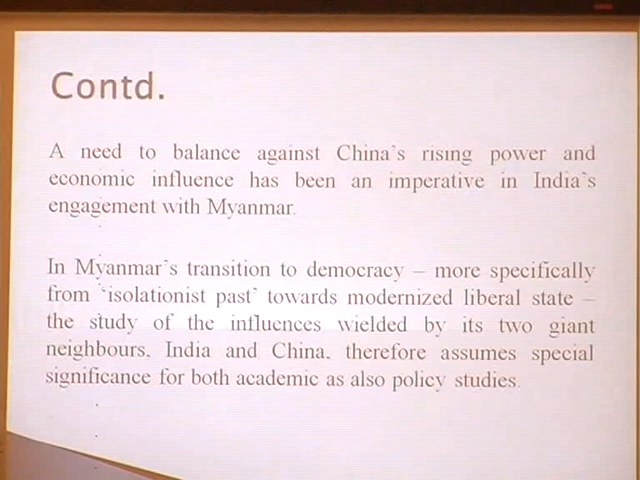 Contd.
A need to balance against China's rising power and
economic influence has been an imperative in India's
engagement with Myanmar.
In Myanmar's transition to democracy – more specifically
from 'isolationist past' towards modernized liberal state –
the study of the influences wielded by its two giant
neighbours, India and China, therefore assumes special
significance for both academic as also policy studies.